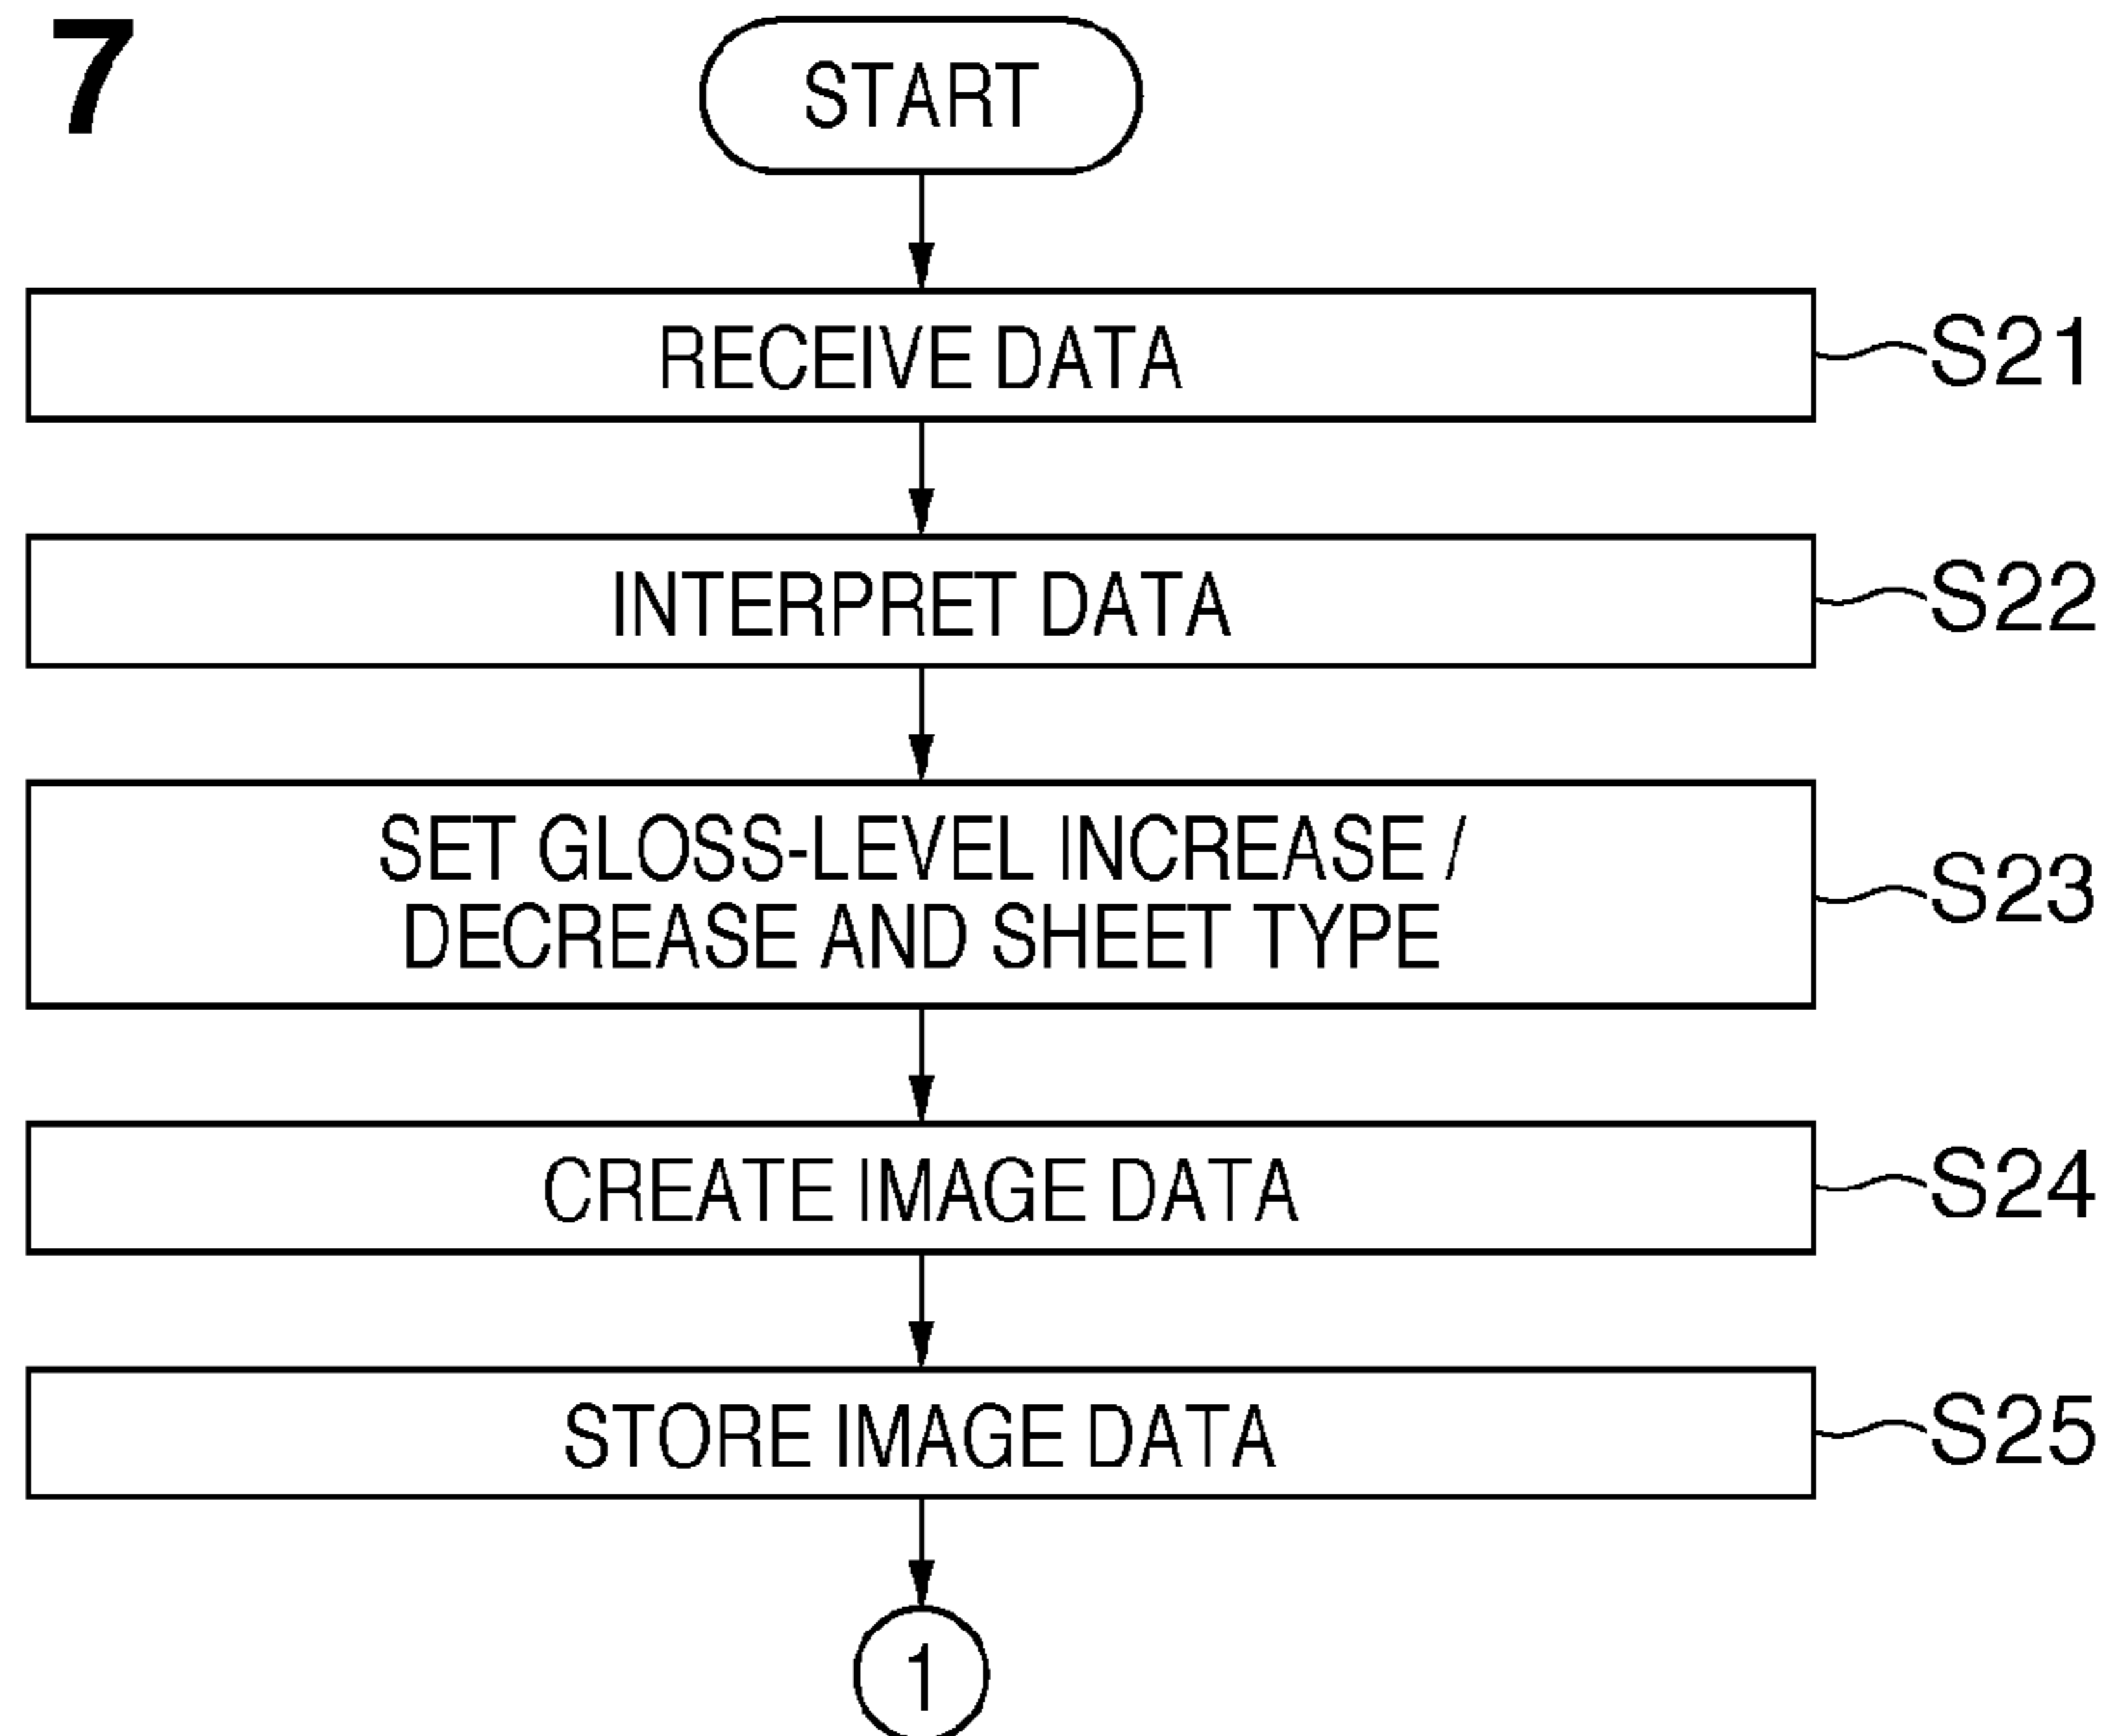 7
START
RECEIVE DATA
S21
INTERPRET DATA
S22
SET GLOSS-LEVEL INCREASE /
DECREASE AND SHEET TYPE
S23
CREATE IMAGE DATA
S24
STORE IMAGE DATA
S25
1